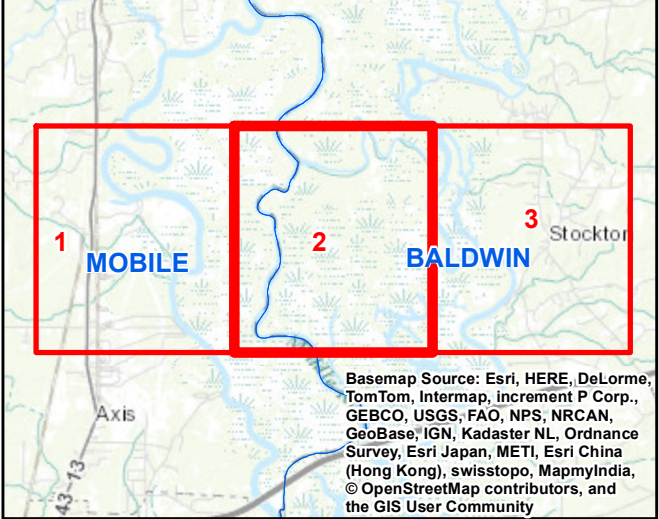 1
MOBILE
2
BALDWIN
3
Stockton
Axis
43-13
Basemap Source: Esri, HERE, DeLorme,
TomTom, Intermap, increment P Corp.,
GEBCO, USGS, FAO, NPS, NRCAN,
GeoBase, IGN, Kadaster NL, Ordnance
Survey, Esri Japan, METI, Esri China
(Hong Kong), swisstopo, MapmyIndia,
© OpenStreetMap contributors, and
the GIS User Community